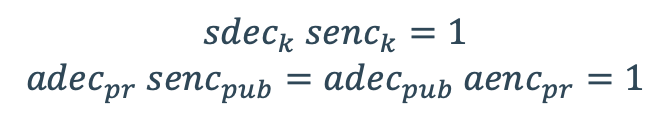 sdec_k senc_k = 1
adec_pr senc_pub = adec_pub aenc_pr = 1